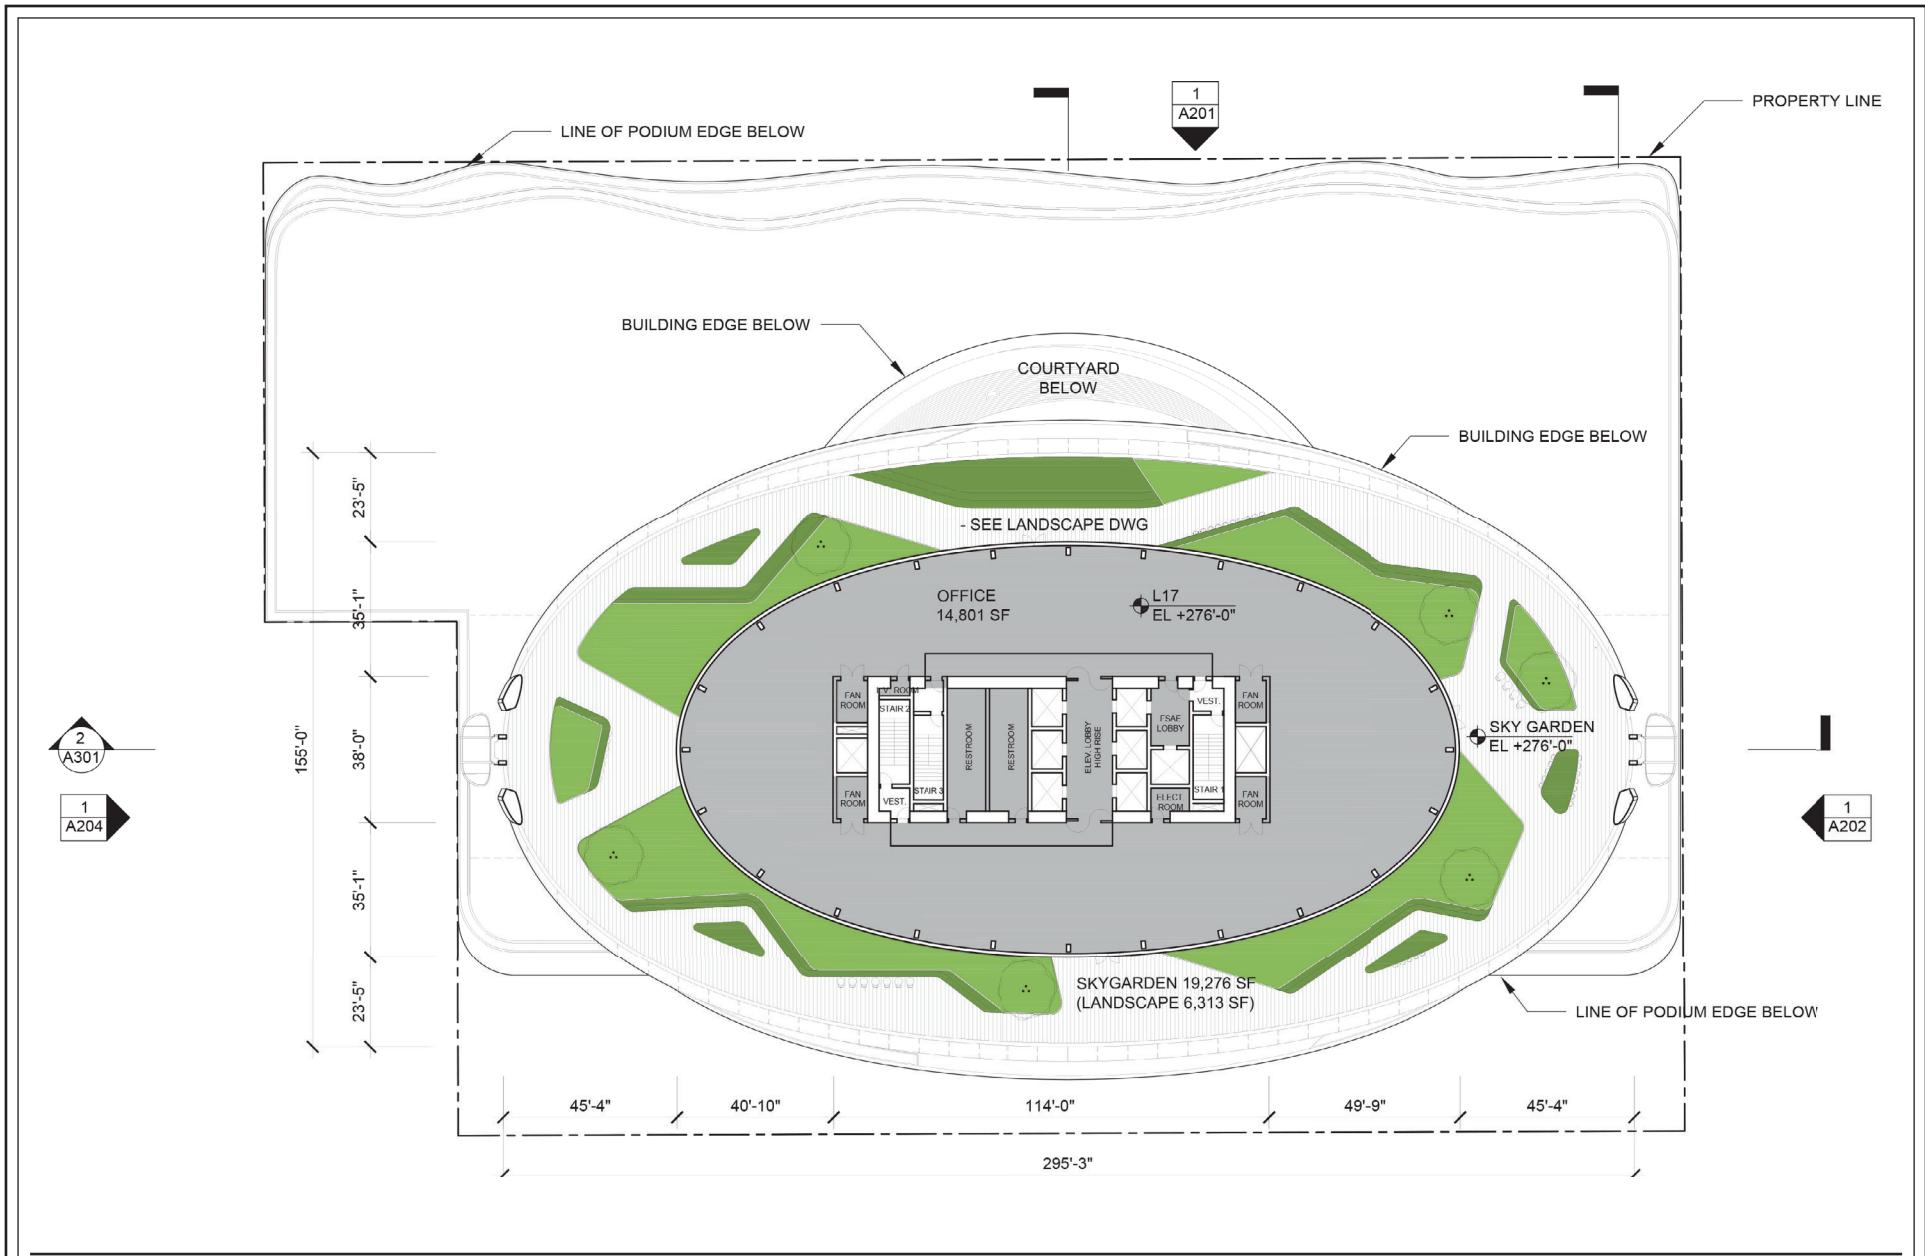 1
A201
PROPERTY LINE
LINE OF PODIUM EDGE BELOW
BUILDING EDGE BELOW
COURTYARD
BELOW
BUILDING EDGE BELOW
23'-5"
35'-1"
38'-0"
35'-1"
23'-5"
155'-0"
- SEE LANDSCAPE DWG
OFFICE
14,801 SF
L17
EL +276'-0"
FAN
ROOM
STAIR 2
VEST.
FAN
ROOM
STAIR 3
RESTROOM
RESTROOM
ELEV. LOBBY
HIGH RISE
FSAE
LOBBY
ELECT
ROOM
VEST.
STAIR 1
FAN
ROOM
FAN
ROOM
SKY GARDEN
EL +276'-0"
2
A301
1
A204
1
A202
SKYGARDEN 19,276 SF
(LANDSCAPE 6,313 SF)
LINE OF PODIUM EDGE BELOW
45'-4"
40'-10"
114'-0"
49'-9"
45'-4"
295'-3"